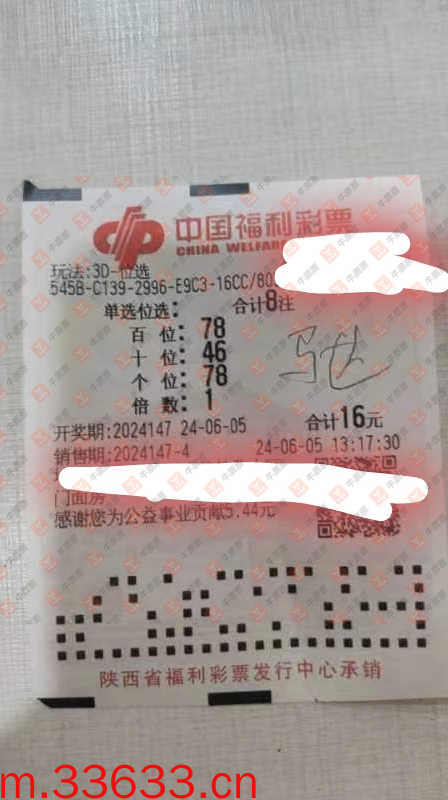 中国福利彩票
CHINA WELFARE
玩法:3D-位选
545B-C139-2996-E9C3-16CC/80
单选位选: 合计8注
百 位: 78
十 位: 46
个 位: 78
倍 数: 1
开奖期:2024147 24-06-05 合计16元
销售期:2024147-4 24-06-05 13:17:30
门面房
感谢您为公益事业贡献5.44元
陕西省福利彩票发行中心承销
m.33633.cn